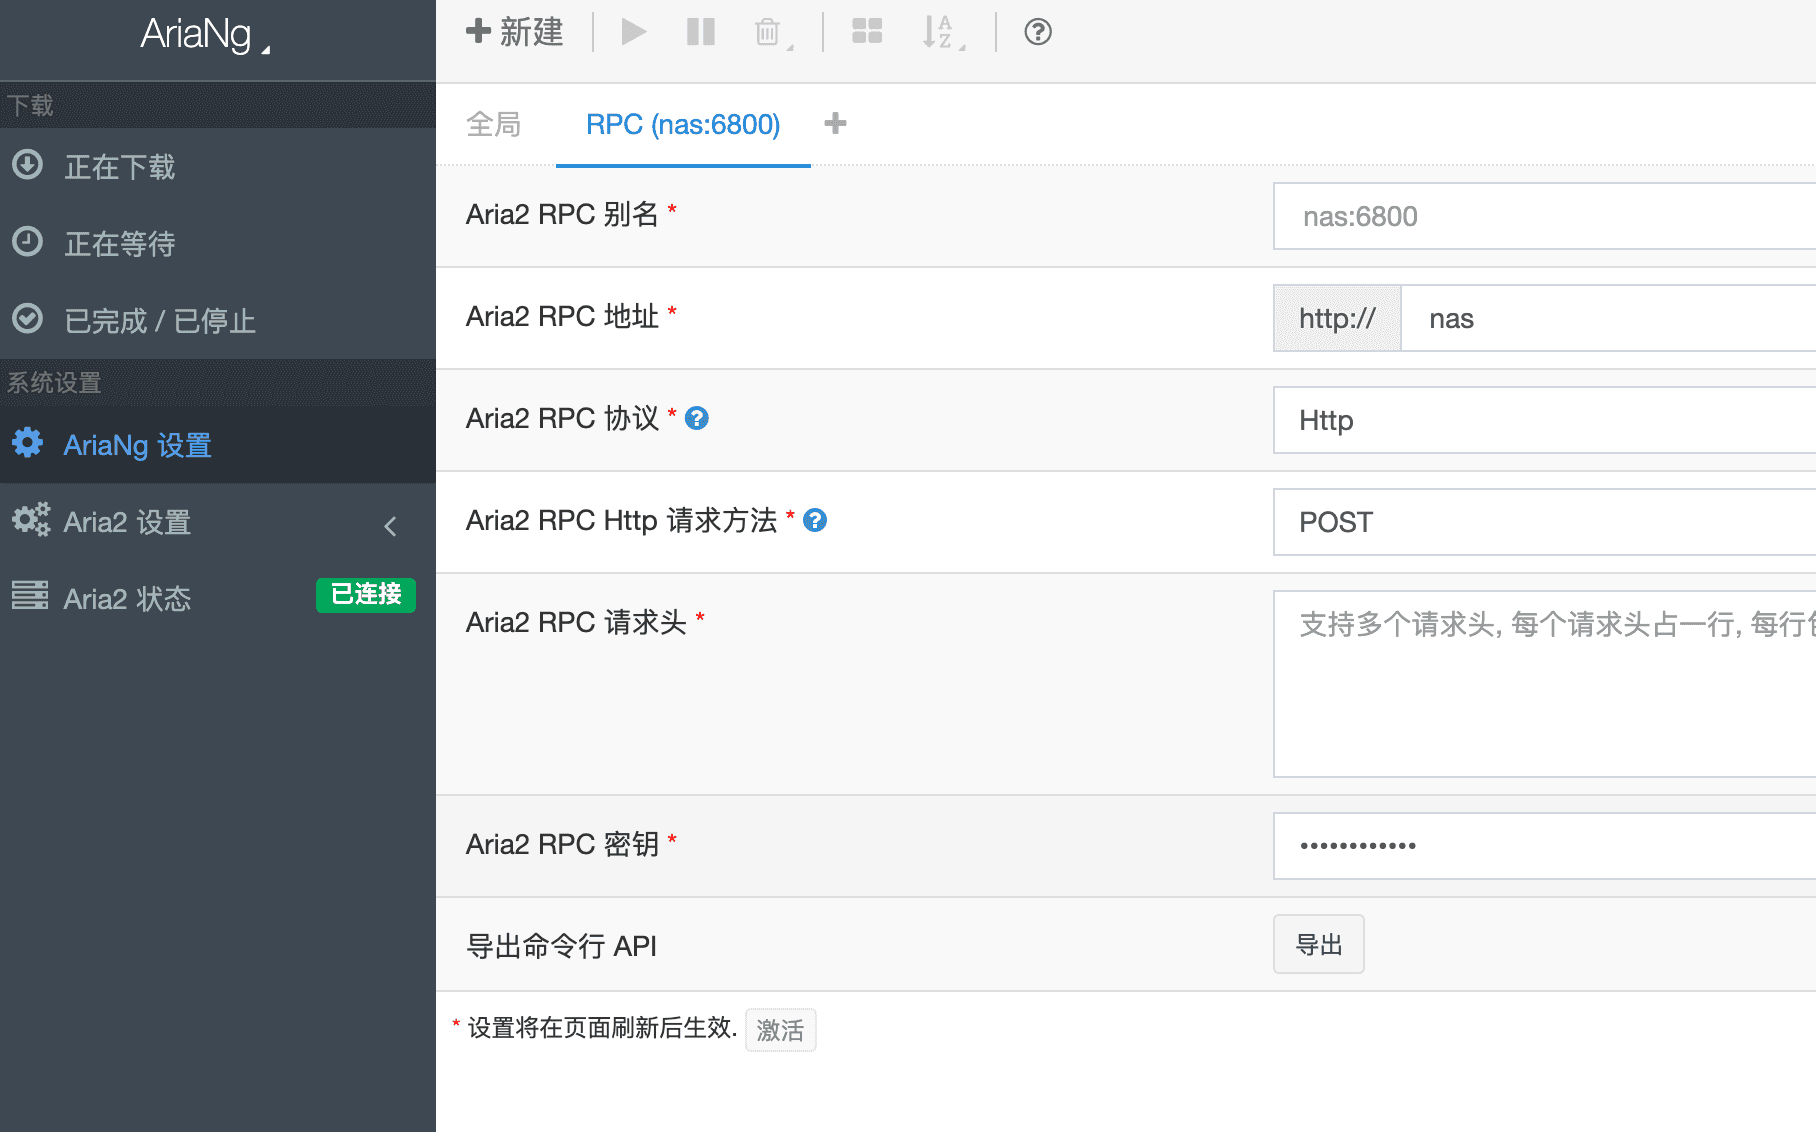 AriaNg
新建
下载
正在下载
正在等待
已完成 / 已停止
系统设置
AriaNg 设置
Aria2 设置
Aria2 状态
已连接
全局
RPC (nas:6800)
Aria2 RPC 别名 *
nas:6800
Aria2 RPC 地址 *
http://
nas
Aria2 RPC 协议 *
Http
Aria2 RPC Http 请求方法 *
POST
Aria2 RPC 请求头 *
支持多个请求头, 每个请求头占一行, 每行
Aria2 RPC 密钥 *
••••••••••••
导出命令行 API
导出
* 设置将在页面刷新后生效.
激活